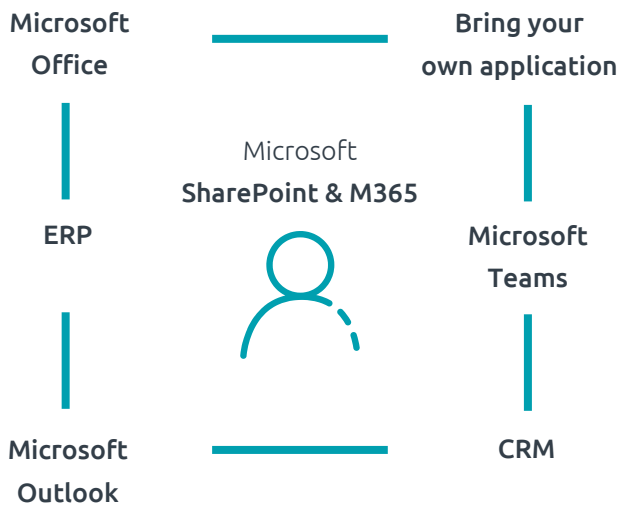 Microsoft
Office
Bring your
own application
Microsoft
SharePoint & M365
ERP
Microsoft
Teams
Microsoft
Outlook
CRM